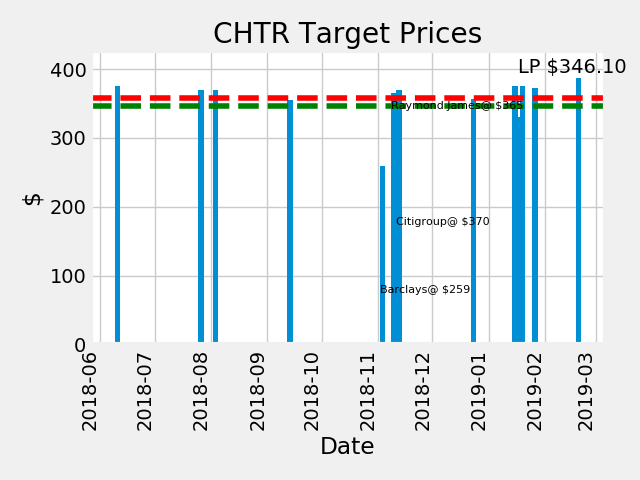 CHTR Target Prices
LP $346.10
400
300
200
100
0
$
Raymond James@ $365
Citigroup@ $370
Barclays@ $259
2018-06
2018-07
2018-08
2018-09
2018-10
2018-11
2018-12
2019-01
2019-02
2019-03
Date